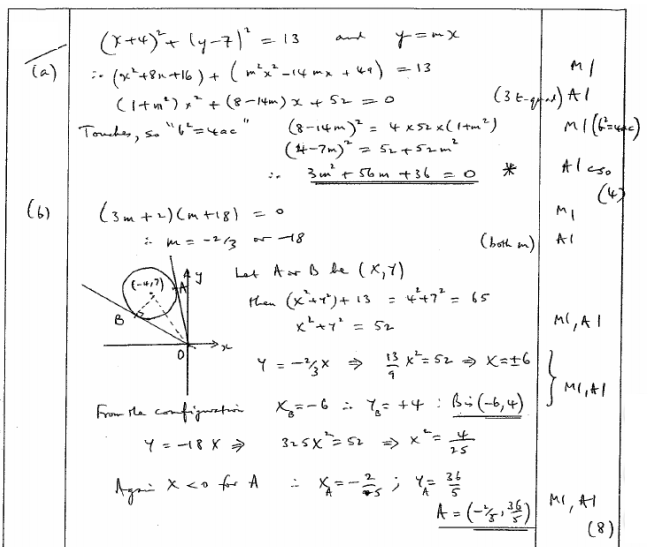 (x+4)² + (y-7)² = 13 and y = mx
(a) ∴ (x²+8x+16) + (m²x²-14mx+49) = 13 M1
(1+m²)x² + (8-14m)x + 52 = 0 (3t-quad) A1
Touches, so "b²=4ac" (8-14m)² = 4×52×(1+m²) M1 (b²=4ac)
(4-7m)² = 52+52m²
∴ 3m² + 56m + 36 = 0 * A1 cso
(4)
(b) (3m+2)(m+18) = 0 M1
∴ m = -2/3 or -18 (both m) A1
y
(-4,7)
A
B
O
x
Let A or B be (X,Y)
then (X²+Y²)+13 = 4²+7² = 65
X²+Y² = 52 M1, A1
Y = -2/3 X ⇒ 13/9 X² = 52 ⇒ X = ±6
From the configuration X_B = -6 ∴ Y_B = +4 : B is (-6,4) } M1, A1
Y = -18X ⇒ 325X² = 52 ⇒ X² = 4/25
Again X<0 for A ∴ X_A = -2/5 ; Y_A = 36/5
A = (-2/5, 36/5) M1, A1
(8)